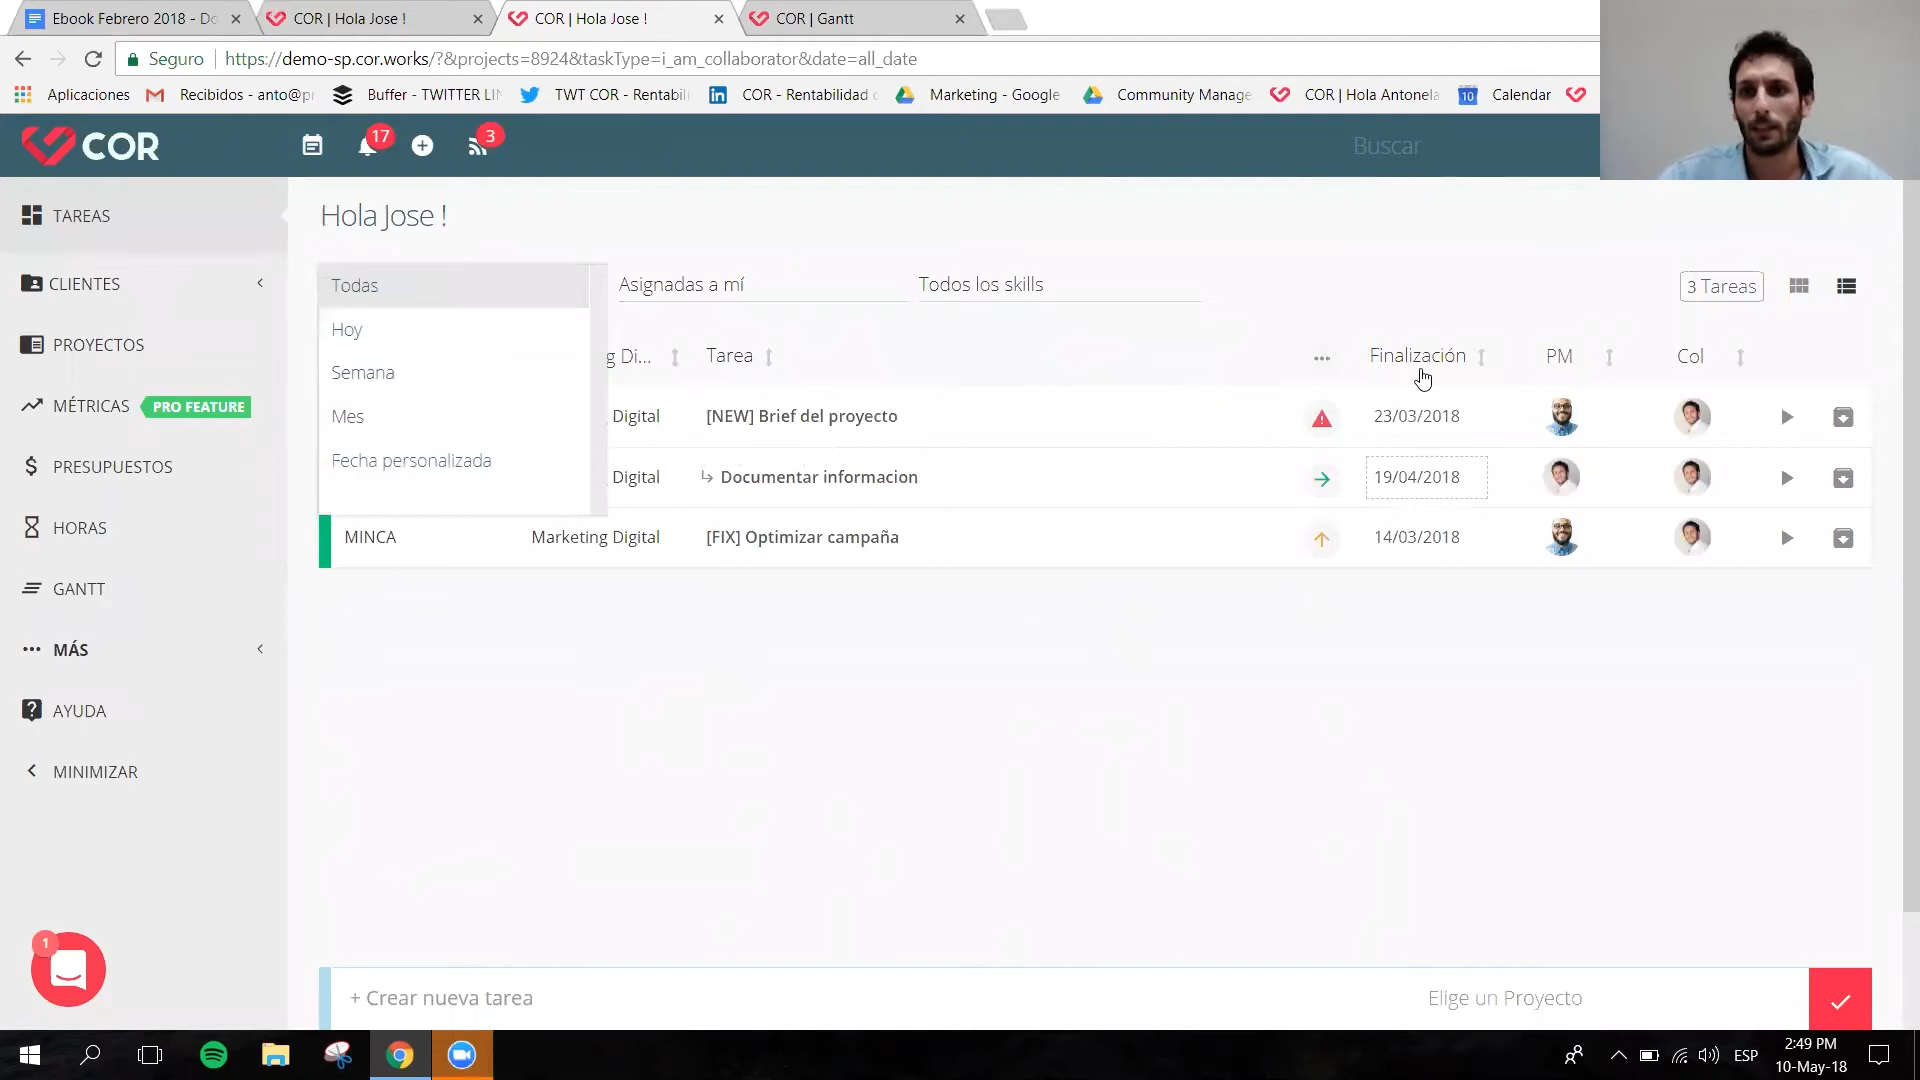 Ebook Febrero 2018 - Do
COR | Hola Jose !
COR | Hola Jose !
COR | Gantt
Seguro
https://demo-sp.cor.works/?&projects=8924&taskType=i_am_collaborator&date=all_date
Aplicaciones
Recibidos - anto@p
Buffer - TWITTER LI
TWT COR - Rentabil
COR - Rentabilidad
Marketing - Google
Community Manage
COR | Hola Antonela
10
Calendar
COR
17
3
Buscar
TAREAS
CLIENTES
PROYECTOS
MÉTRICAS
PRO FEATURE
PRESUPUESTOS
HORAS
GANTT
MÁS
AYUDA
MINIMIZAR
1
Hola Jose !
Todas
Hoy
Semana
Mes
Fecha personalizada
Asignadas a mí
Todos los skills
3 Tareas
g Di...
Tarea
Finalización
PM
Col
Digital
[NEW] Brief del proyecto
23/03/2018
Digital
Documentar informacion
19/04/2018
MINCA
Marketing Digital
[FIX] Optimizar campaña
14/03/2018
+ Crear nueva tarea
Elige un Proyecto
ESP
2:49 PM
10-May-18